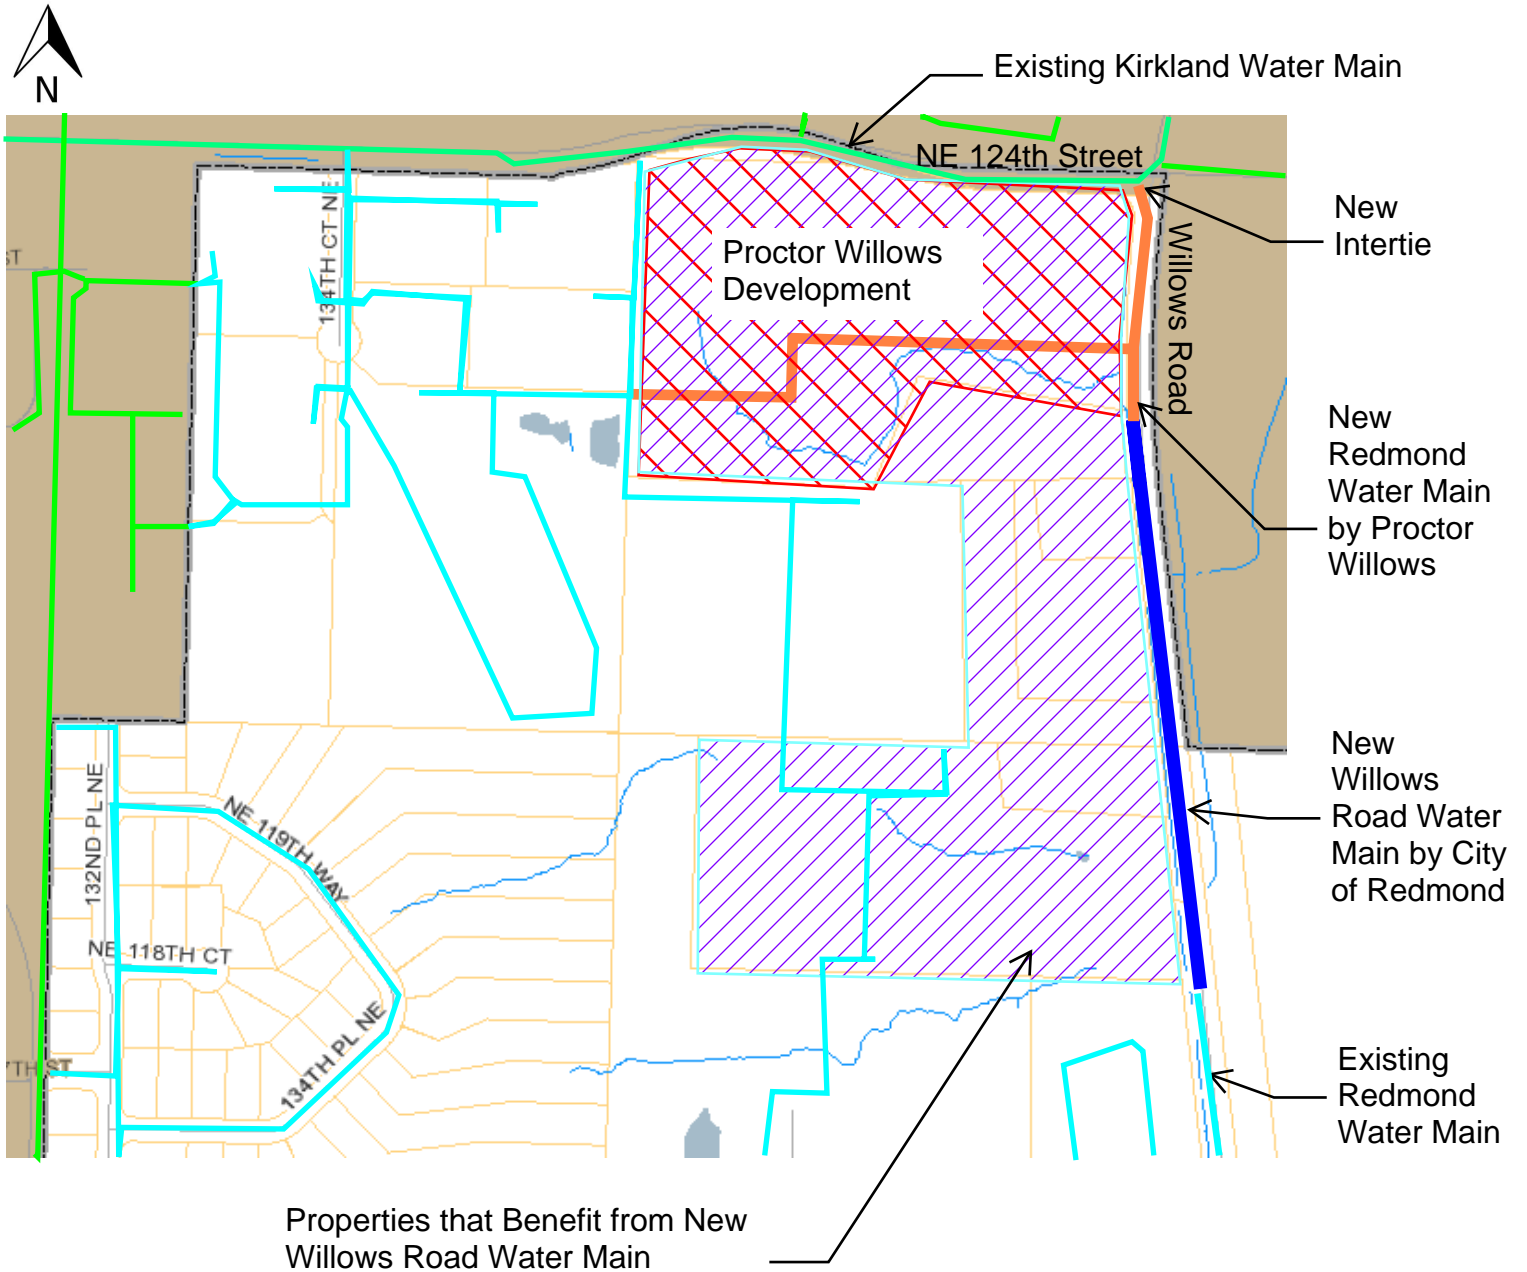 N
Existing Kirkland Water Main
NE 124th Street
New
Intertie
ST
134TH CT NE
Proctor Willows
Development
Willows Road
New
Redmond
Water Main
by Proctor
Willows
New
Willows
Road Water
Main by City
of Redmond
132ND PL NE
NE 119TH WAY
NE 118TH CT
134TH PL NE
7TH ST
Existing
Redmond
Water Main
Properties that Benefit from New
Willows Road Water Main